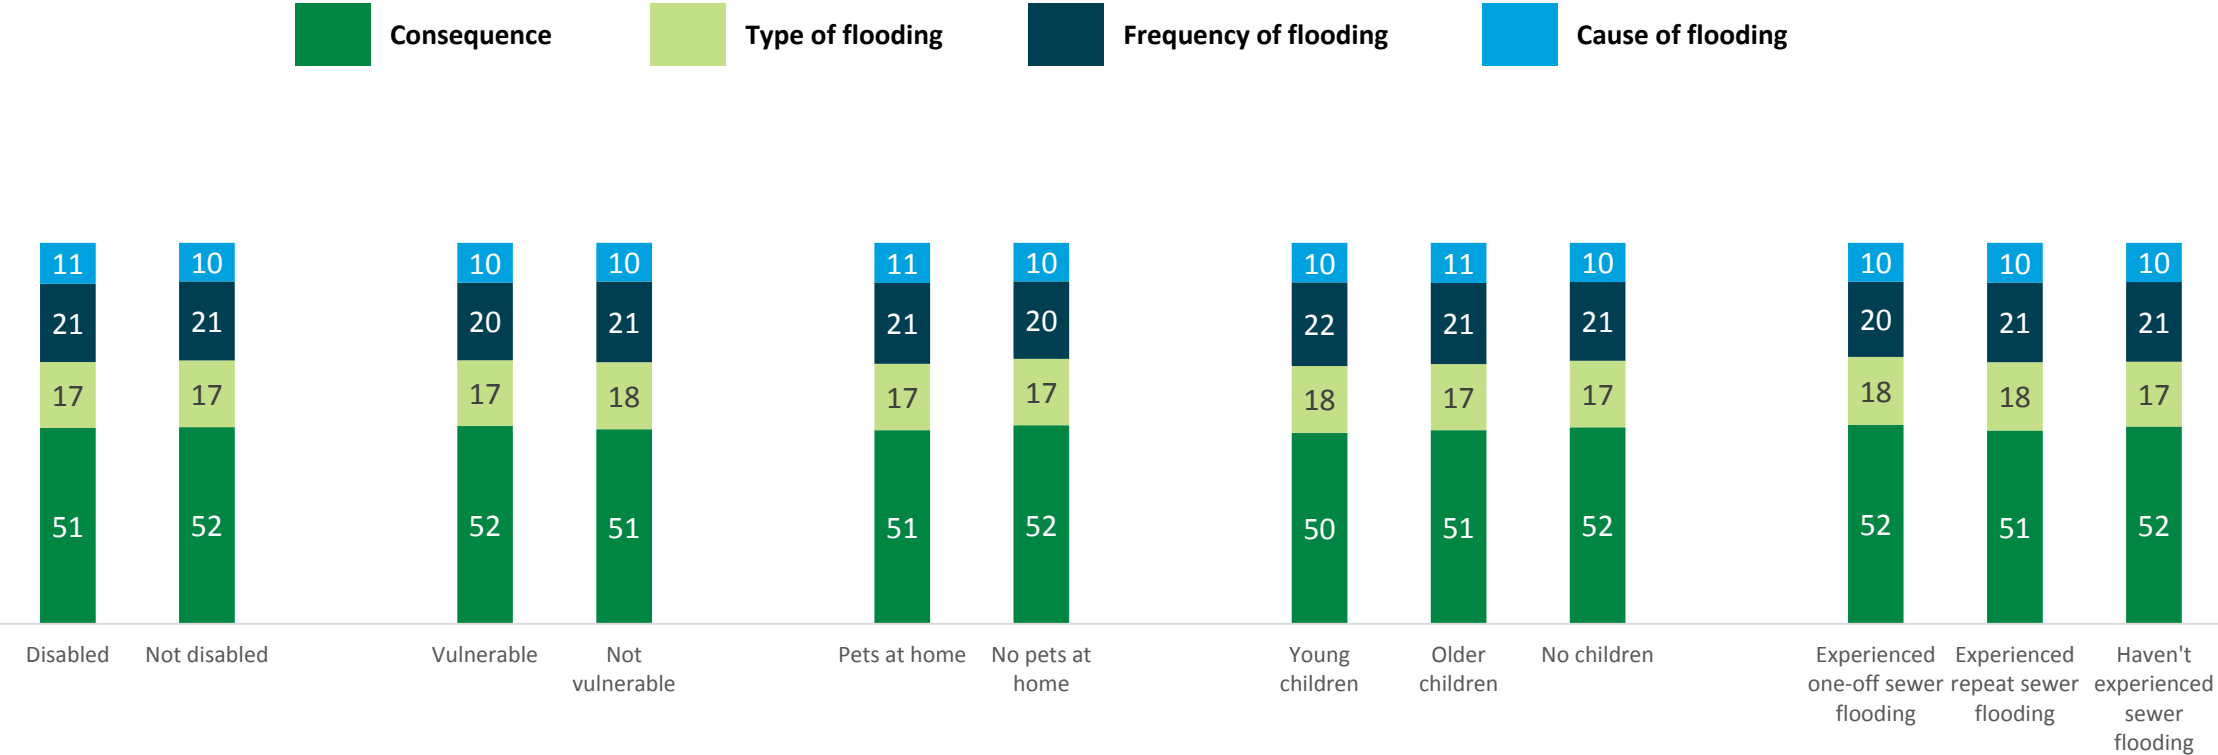 Consequence Type of flooding Frequency of flooding Cause of flooding
11 10 10 10 11 10 10 11 10 10 10 10
21 21 20 21 21 20 22 21 21 20 21 21
17 17 17 18 17 17 18 17 17 18 18 17
51 52 52 51 51 52 50 51 52 52 51 52
Disabled Not disabled Vulnerable Not Pets at home No pets at Young Older No children Experienced Experienced Haven't
vulnerable home children children one-off sewer repeat sewer experienced
flooding flooding sewer
flooding